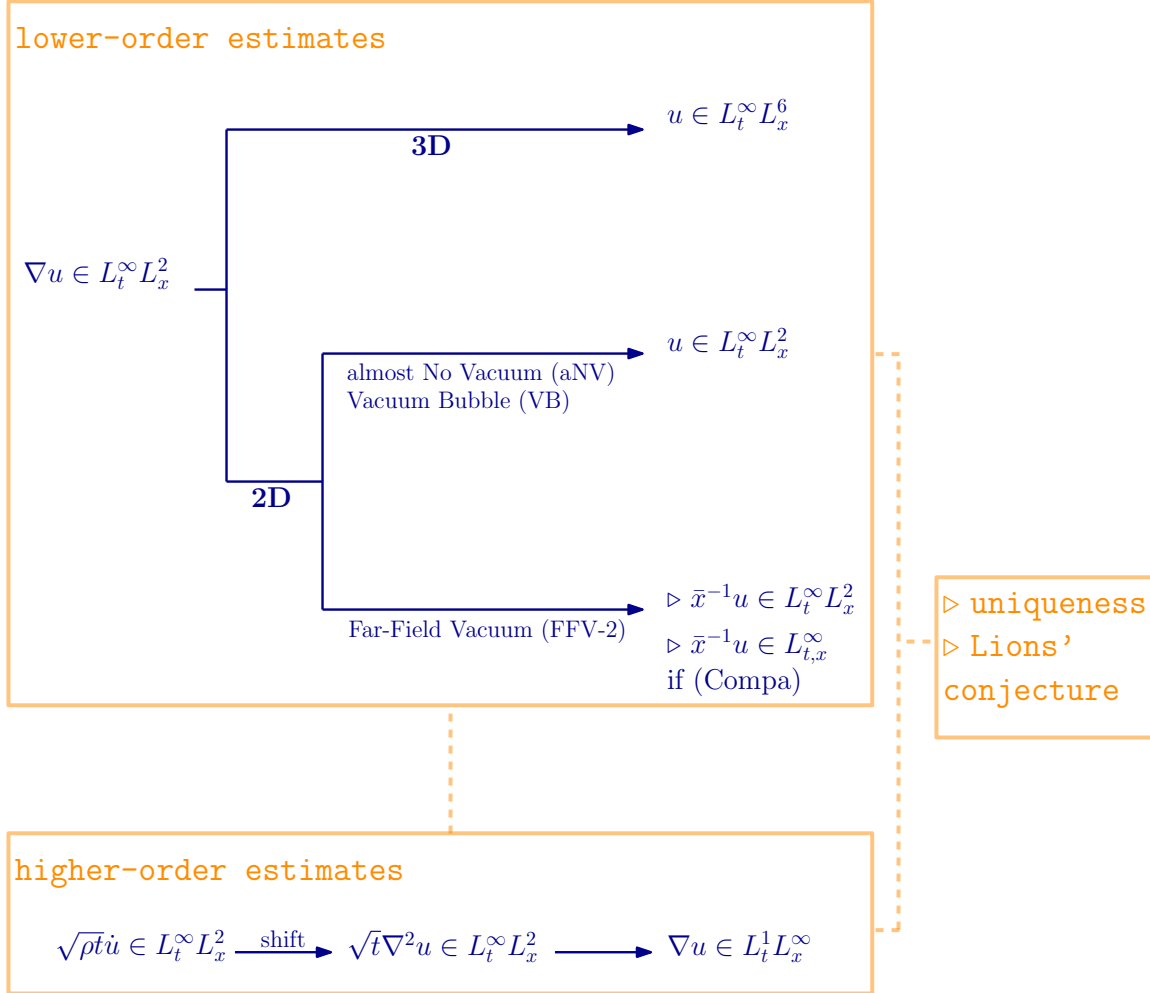 lower-order estimates
u ∈ L_t^∞ L_x^6
3D
∇u ∈ L_t^∞ L_x^2
u ∈ L_t^∞ L_x^2
almost No Vacuum (aNV)
Vacuum Bubble (VB)
2D
▷ x̄^{-1}u ∈ L_t^∞ L_x^2
Far-Field Vacuum (FFV-2)
▷ x̄^{-1}u ∈ L_{t,x}^∞
if (Compa)
▷ uniqueness
▷ Lions'
conjecture
higher-order estimates
√ρt u̇ ∈ L_t^∞ L_x^2 shift √t∇²u ∈ L_t^∞ L_x^2 ∇u ∈ L_t^1 L_x^∞